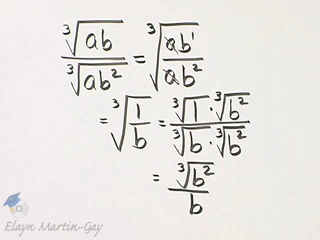 ∛(ab) / ∛(ab²) = ∛(ab¹ / ab²)
= ∛(1/b) = (∛1 · ∛b²) / (∛b · ∛b²)
= ∛b² / b
Elayn Martin-Gay